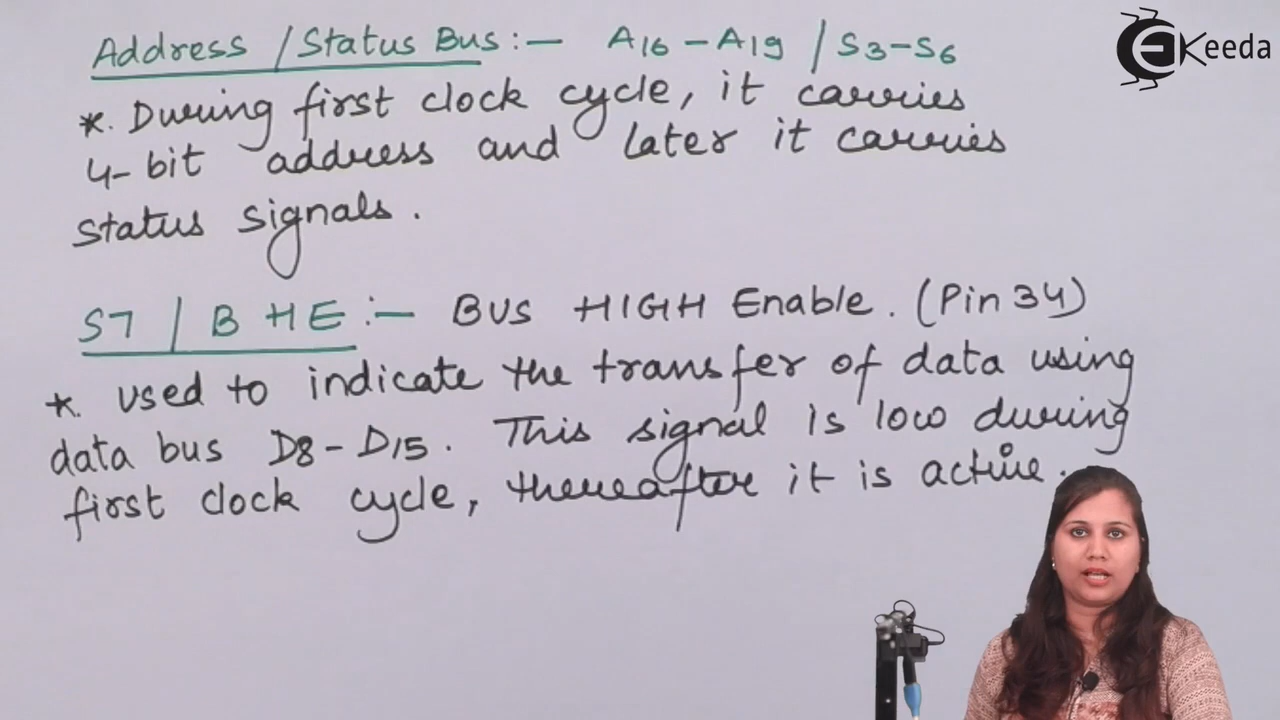 Address / Status Bus :- A16 - A19 / S3-S6
*. During first clock cycle, it carries
4-bit address and later it carries
status signals.
S7 / BHE :- BUS HIGH Enable. (Pin 34)
*. used to indicate the transfer of data using
data bus D8-D15. This signal is low during
first clock cycle, thereafter it is active.
EKeeda